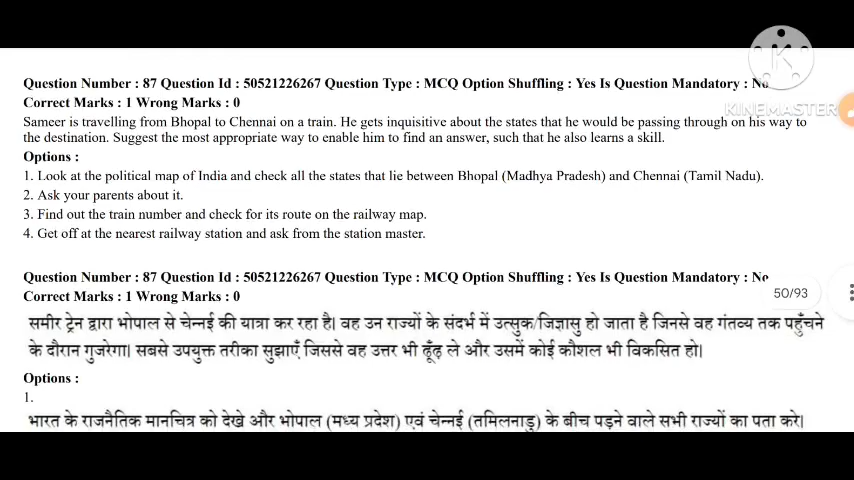 Question Number : 87 Question Id : 50521226267 Question Type : MCQ Option Shuffling : Yes Is Question Mandatory : No
Correct Marks : 1 Wrong Marks : 0
Sameer is travelling from Bhopal to Chennai on a train. He gets inquisitive about the states that he would be passing through on his way to
the destination. Suggest the most appropriate way to enable him to find an answer, such that he also learns a skill.
Options :
1. Look at the political map of India and check all the states that lie between Bhopal (Madhya Pradesh) and Chennai (Tamil Nadu).
2. Ask your parents about it.
3. Find out the train number and check for its route on the railway map.
4. Get off at the nearest railway station and ask from the station master.
Question Number : 87 Question Id : 50521226267 Question Type : MCQ Option Shuffling : Yes Is Question Mandatory : No
Correct Marks : 1 Wrong Marks : 0
समीर ट्रेन द्वारा भोपाल से चेन्नई की यात्रा कर रहा है। वह उन राज्यों के संदर्भ में उत्सुक/जिज्ञासु हो जाता है जिनसे वह गंतव्य तक पहुँचने
के दौरान गुजरेगा। सबसे उपयुक्त तरीका सुझाएँ जिससे वह उत्तर भी ढूँढ ले और उसमें कोई कौशल भी विकसित हो।
Options :
1.
भारत के राजनैतिक मानचित्र को देखे और भोपाल (मध्य प्रदेश) एवं चेन्नई (तमिलनाडु) के बीच पड़ने वाले सभी राज्यों का पता करे।
50/93
KINEMASTER